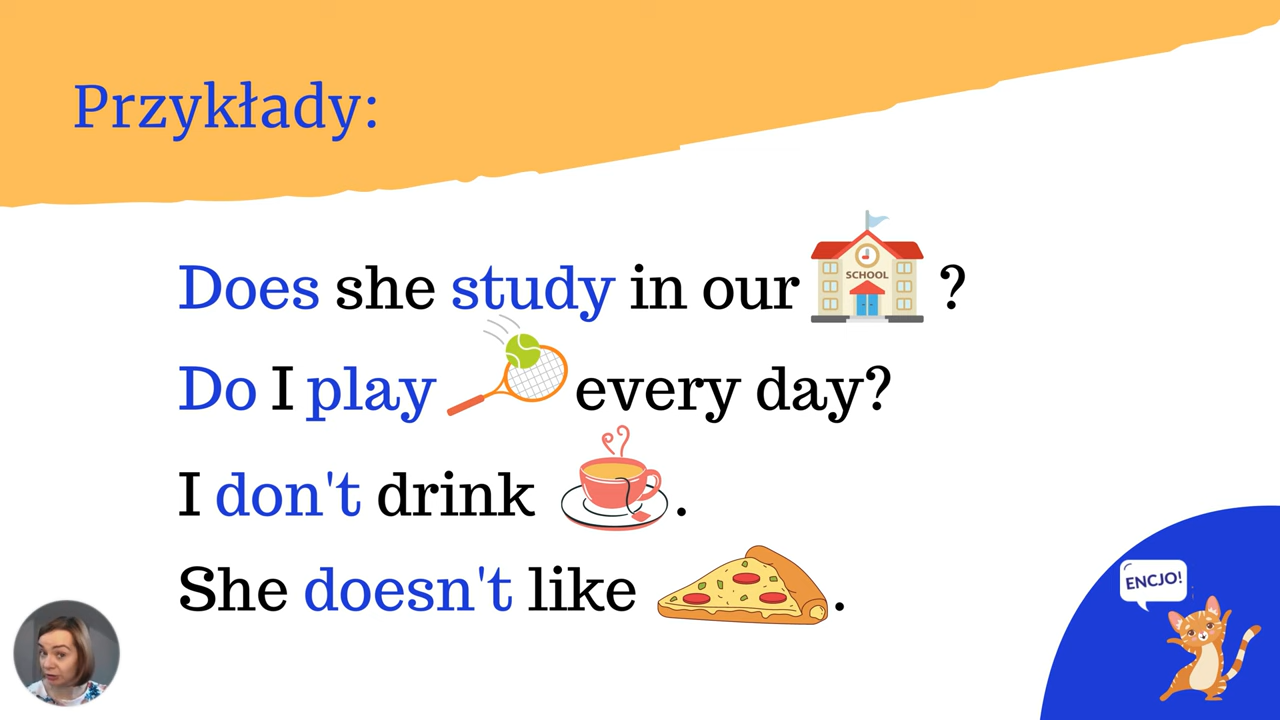 Przykłady:
Does she study in our SCHOOL ?
Do I play every day?
I don't drink .
She doesn't like .
ENCJO!